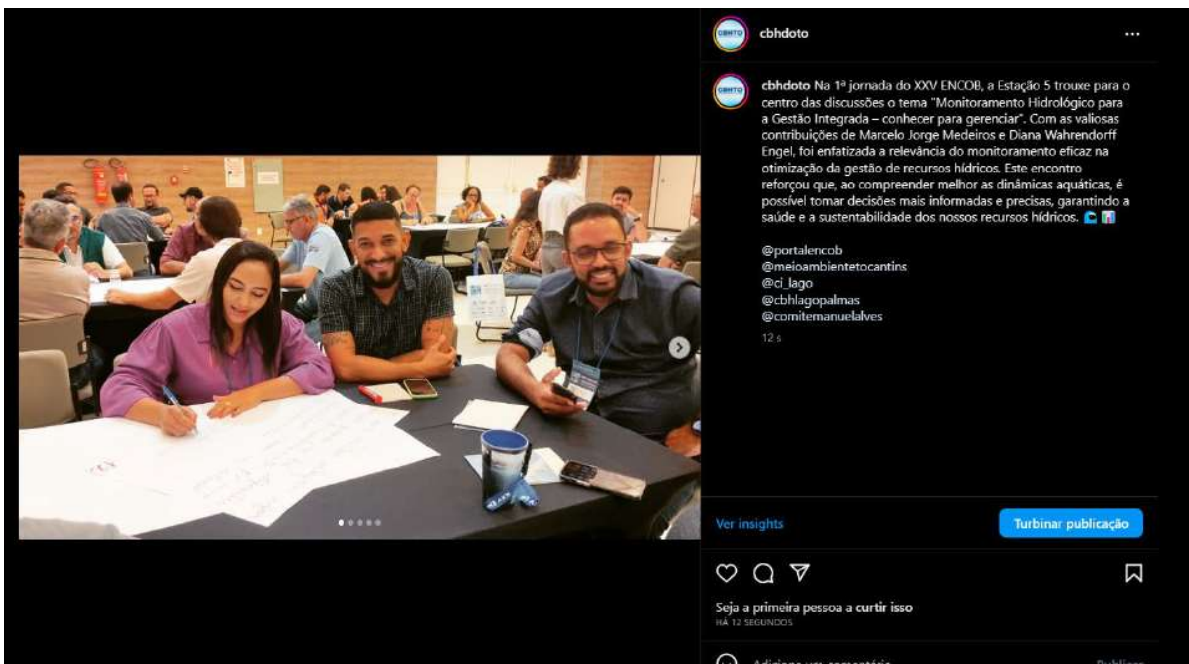 cbhdoto
cbhdoto Na 1ª jornada do XXV ENCOB, a Estação 5 trouxe para o
centro das discussões o tema "Monitoramento Hidrológico para
a Gestão Integrada – conhecer para gerenciar". Com as valiosas
contribuições de Marcelo Jorge Medeiros e Diana Wahrendorff
Engel, foi enfatizada a relevância do monitoramento eficaz na
otimização da gestão de recursos hídricos. Este encontro
reforçou que, ao compreender melhor as dinâmicas aquáticas, é
possível tomar decisões mais informadas e precisas, garantindo a
saúde e a sustentabilidade dos nossos recursos hídricos. 🌊 📊
@portalencob
@meioambientetocantins
@ci_lago
@cbhlagopalmas
@comitemanuelalves
12 s
Ver insights
Turbinar publicação
Seja a primeira pessoa a curtir isso
HÁ 12 SEGUNDOS